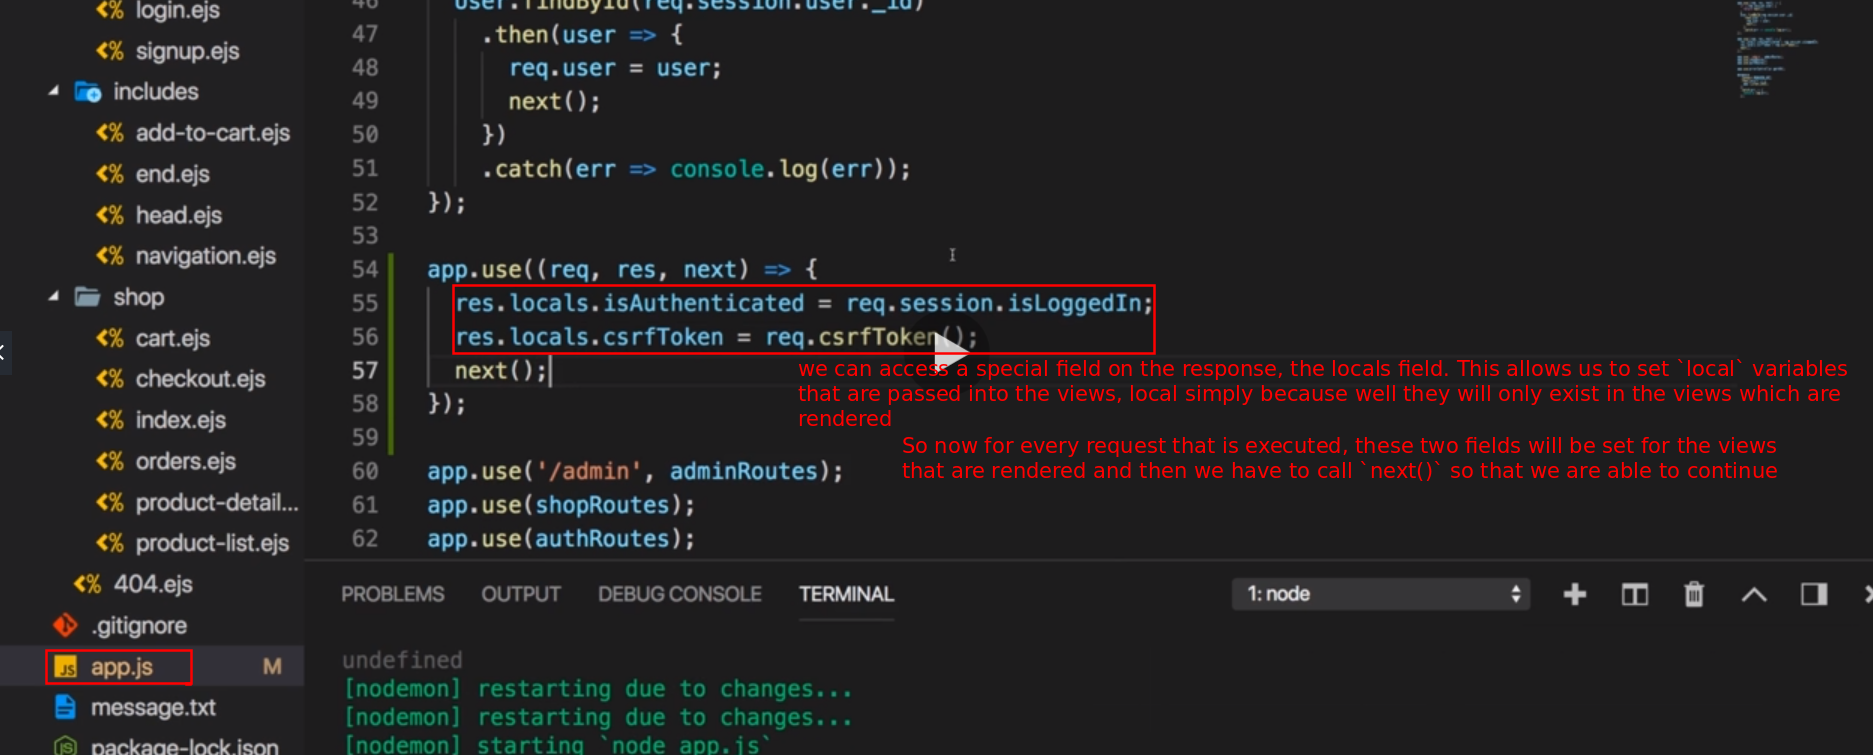 login.ejs
signup.ejs
includes
add-to-cart.ejs
end.ejs
head.ejs
navigation.ejs
shop
cart.ejs
checkout.ejs
index.ejs
orders.ejs
product-detail...
product-list.ejs
404.ejs
.gitignore
app.js M
message.txt
package-lock.json
46 User.findById(req.session.user._id)
47 .then(user => {
48 req.user = user;
49 next();
50 })
51 .catch(err => console.log(err));
52 });
53
54 app.use((req, res, next) => {
55 res.locals.isAuthenticated = req.session.isLoggedIn;
56 res.locals.csrfToken = req.csrfToken();
57 next();
58 });
59
60 app.use('/admin', adminRoutes);
61 app.use(shopRoutes);
62 app.use(authRoutes);
we can access a special field on the response, the locals field. This allows us to set `local` variables
that are passed into the views, local simply because well they will only exist in the views which are
rendered
So now for every request that is executed, these two fields will be set for the views
that are rendered and then we have to call `next()` so that we are able to continue
PROBLEMS OUTPUT DEBUG CONSOLE TERMINAL 1: node
undefined
[nodemon] restarting due to changes...
[nodemon] restarting due to changes...
[nodemon] starting `node app.js`